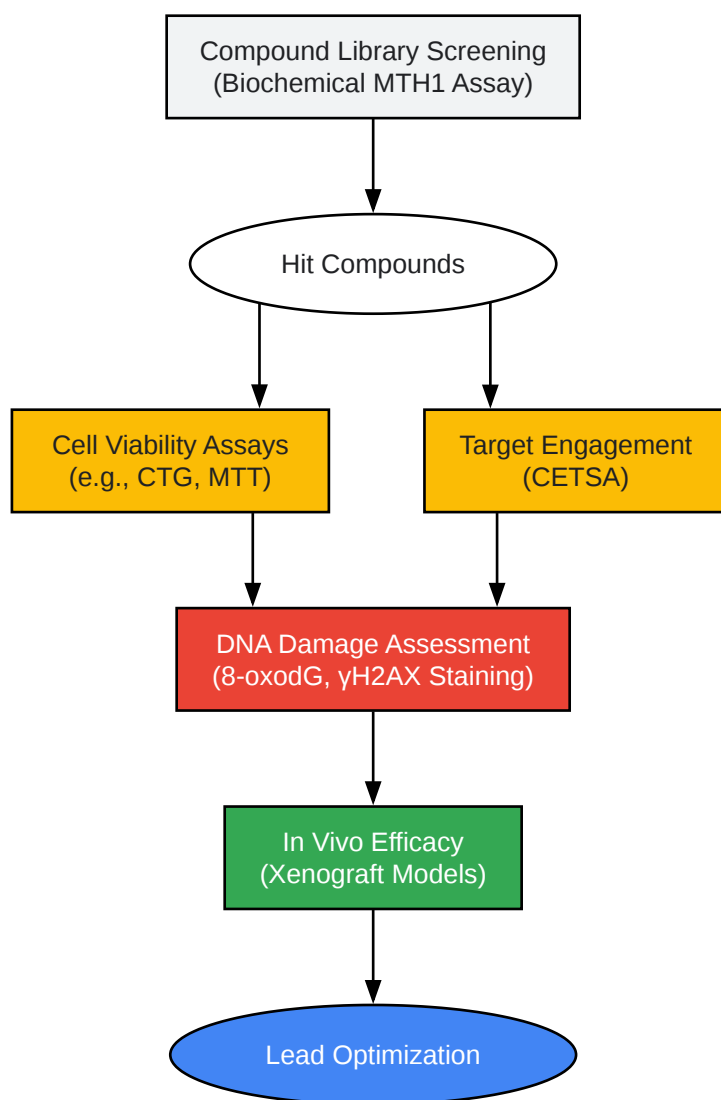 Compound Library Screening
(Biochemical MTH1 Assay)
Hit Compounds
Cell Viability Assays
(e.g., CTG, MTT)
Target Engagement
(CETSA)
DNA Damage Assessment
(8-oxodG, γH2AX Staining)
In Vivo Efficacy
(Xenograft Models)
Lead Optimization